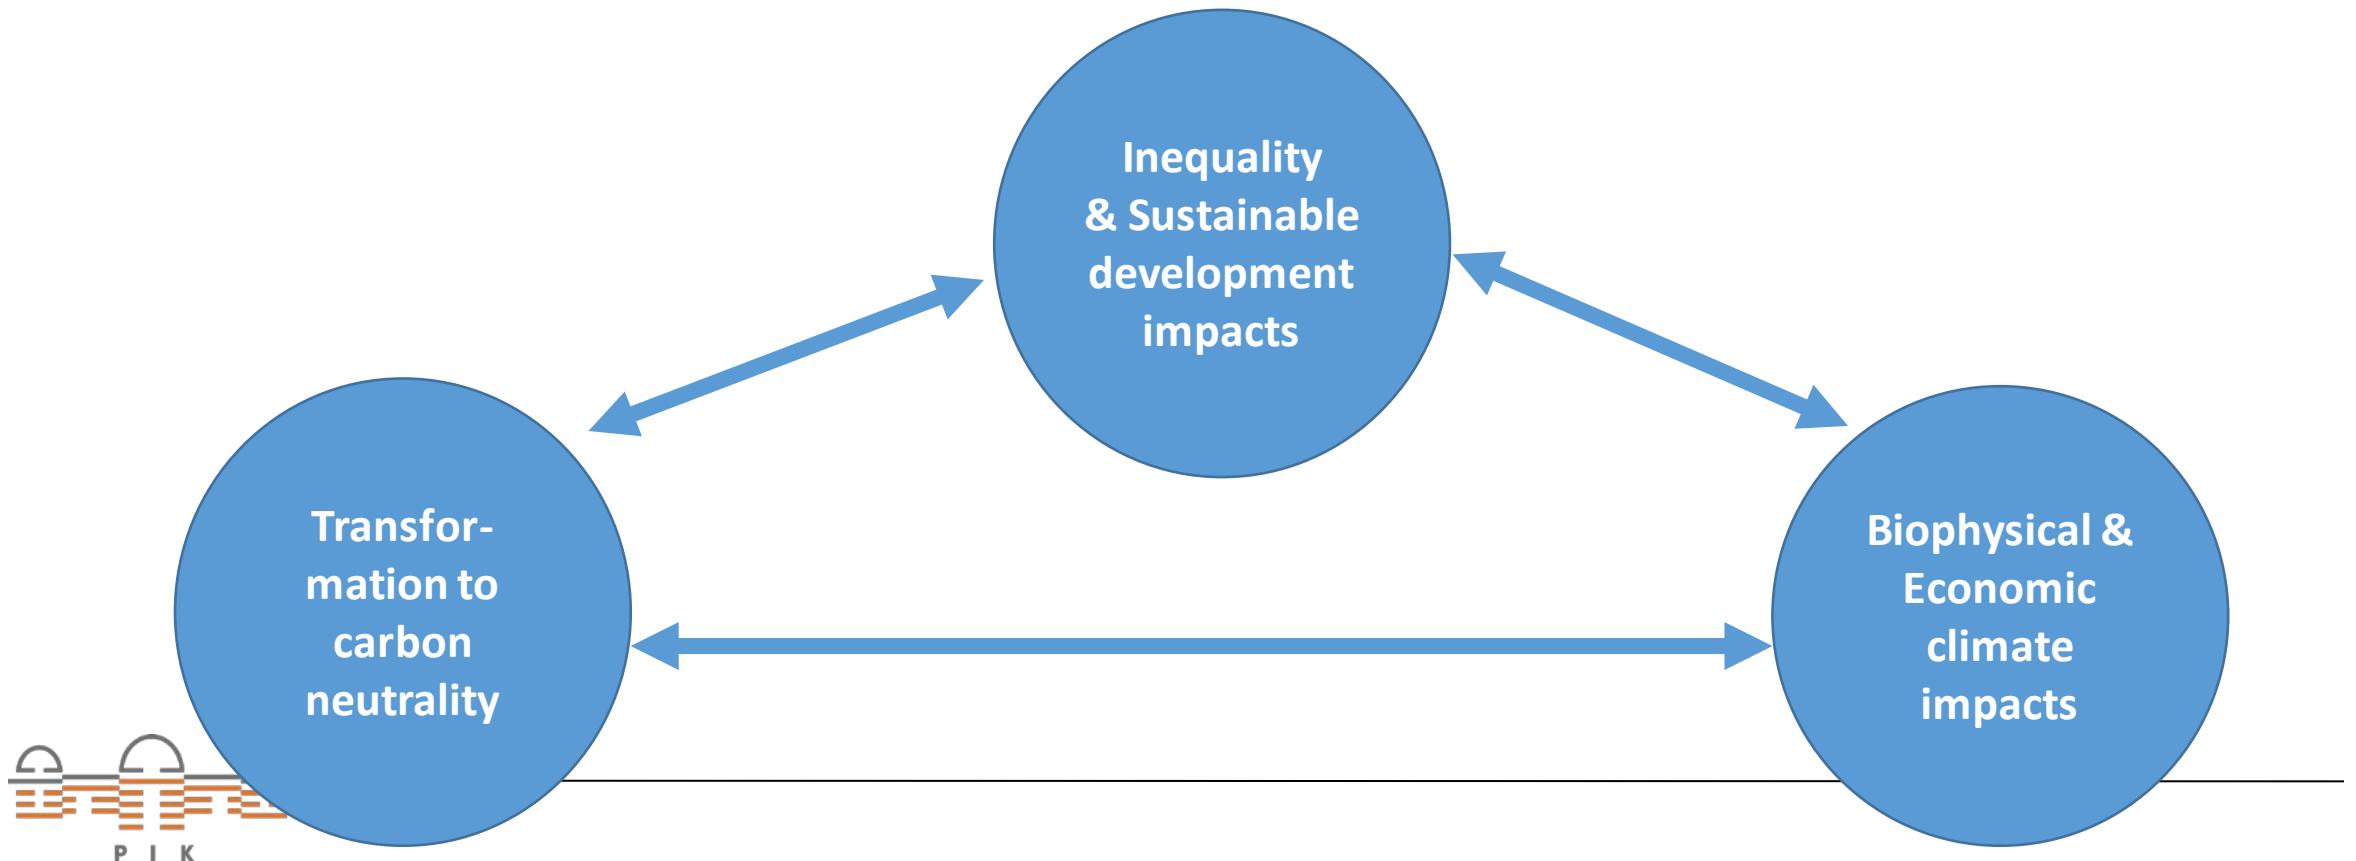 Inequality
& Sustainable
development
impacts
Transfor-
mation to
carbon
neutrality
Biophysical &
Economic
climate
impacts
P I K